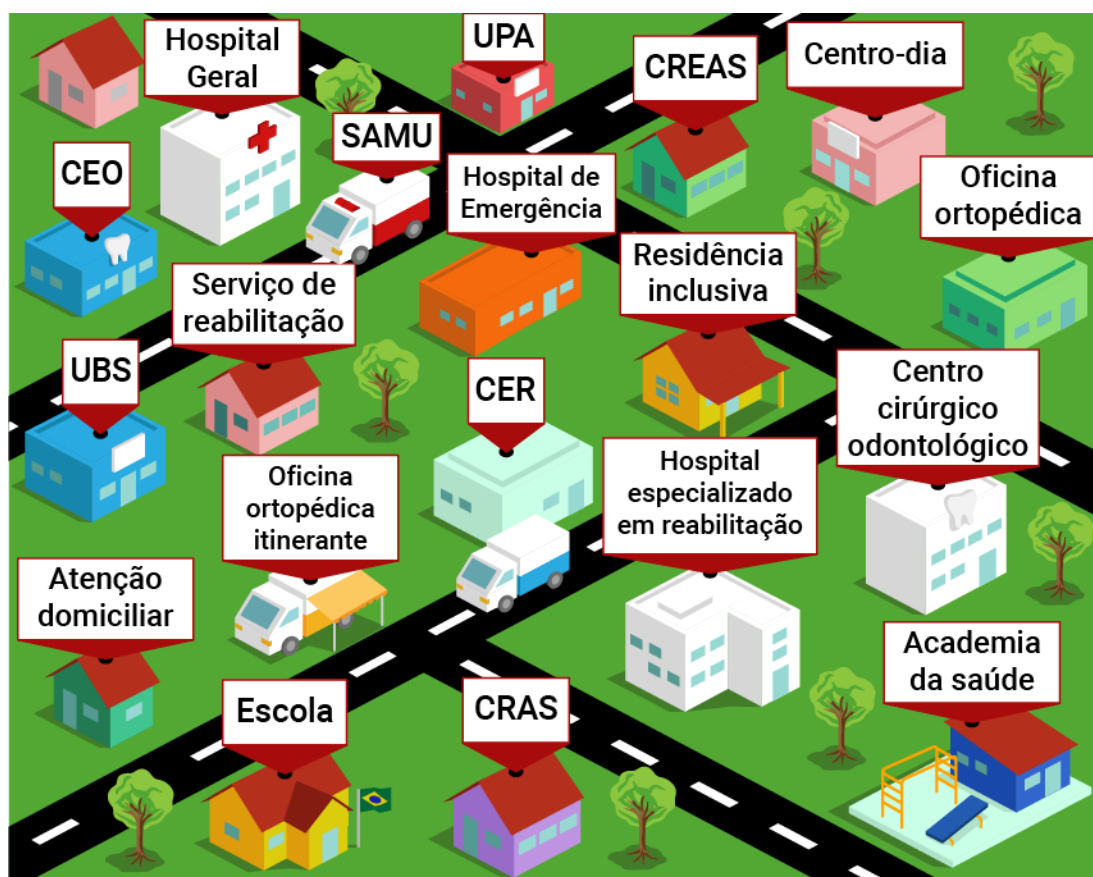 Hospital
Geral
UPA
CREAS
Centro-dia
SAMU
CEO
Hospital de
Emergência
Oficina
ortopédica
Residência
inclusiva
Serviço de
reabilitação
UBS
CER
Centro
cirúrgico
odontológico
Oficina
ortopédica
itinerante
Hospital
especializado
em reabilitação
Atenção
domiciliar
Escola
CRAS
Academia
da saúde